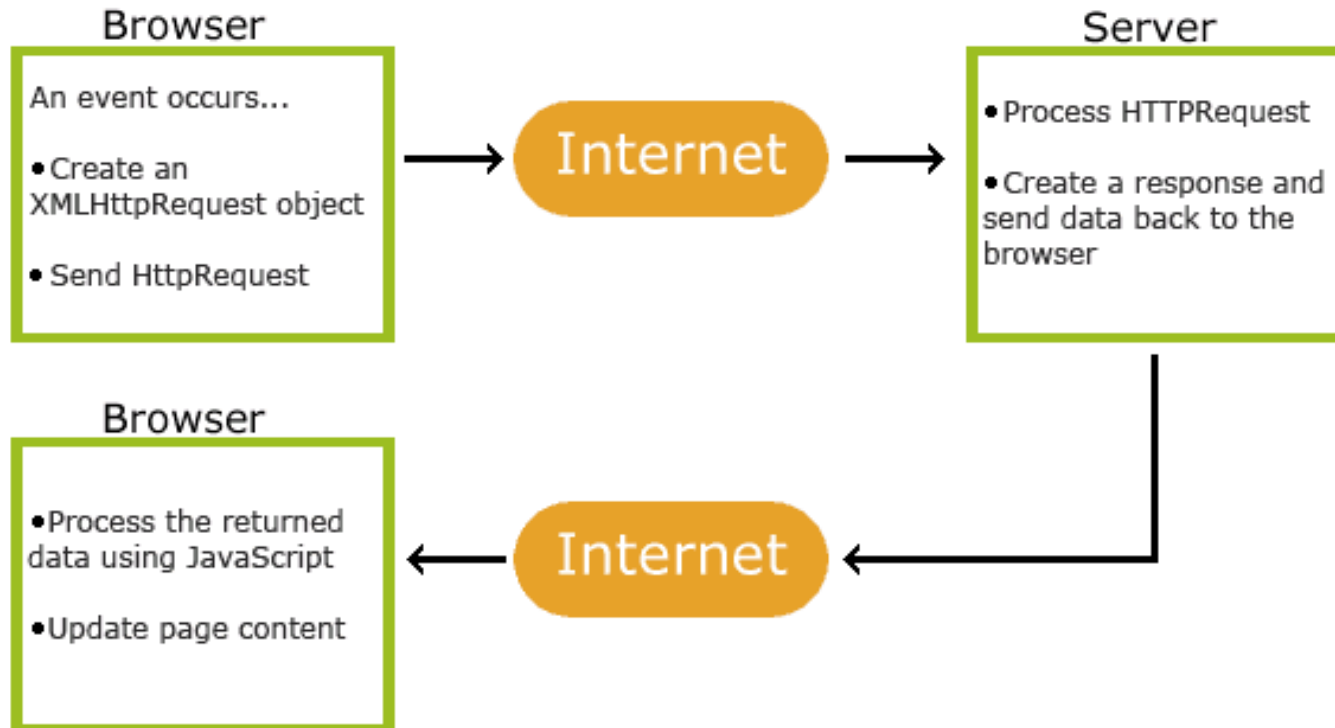 Browser
An event occurs...
•Create an
XMLHttpRequest object
• Send HttpRequest
Internet
Server
•Process HTTPRequest
•Create a response and
send data back to the
browser
Browser
•Process the returned
data using JavaScript
•Update page content
Internet